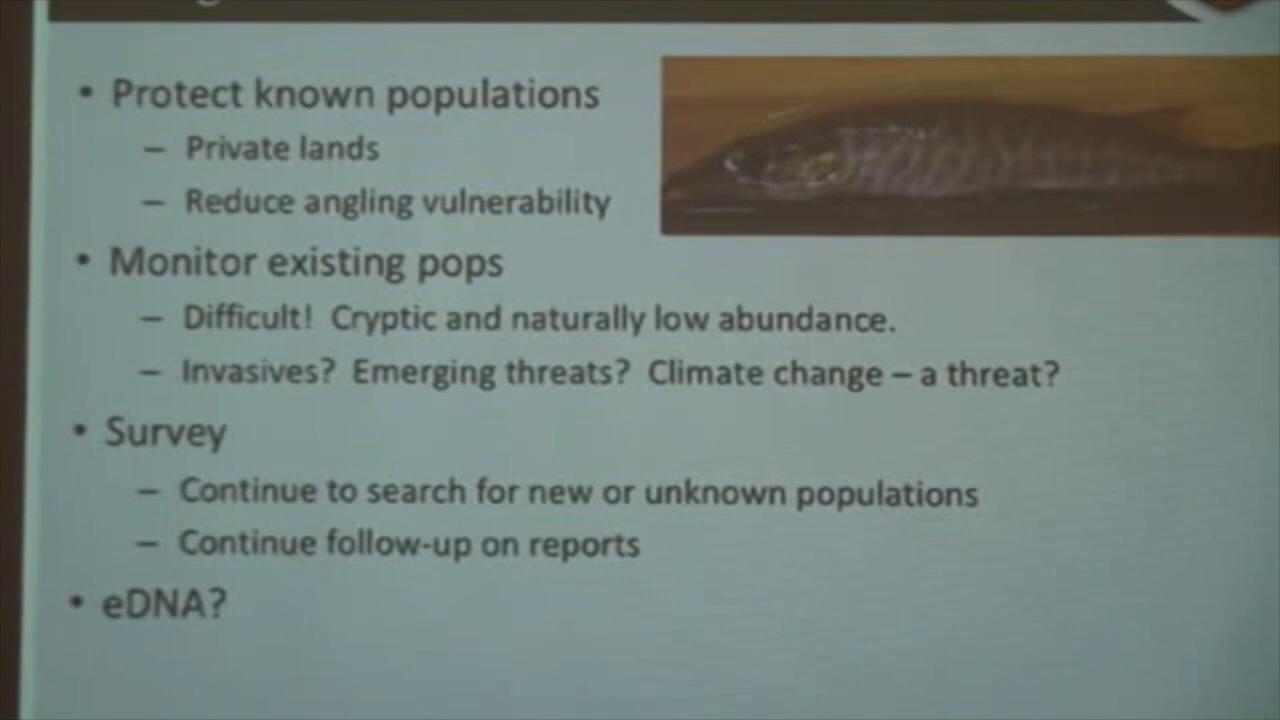 • Protect known populations
– Private lands
– Reduce angling vulnerability
• Monitor existing pops
– Difficult! Cryptic and naturally low abundance.
– Invasives? Emerging threats? Climate change – a threat?
• Survey
– Continue to search for new or unknown populations
– Continue follow-up on reports
• eDNA?